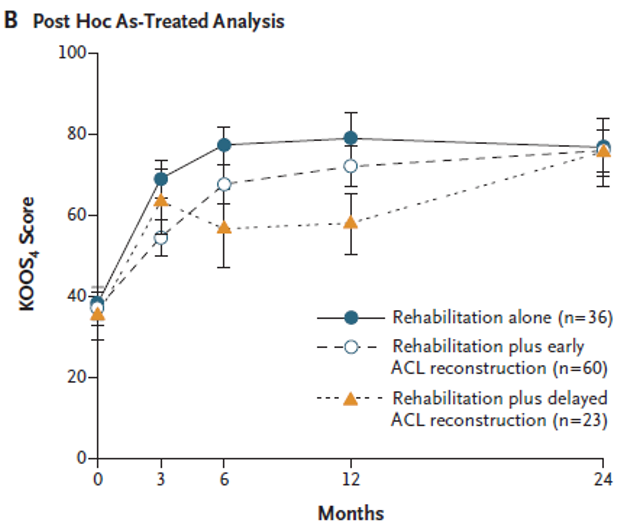 B Post Hoc As-Treated Analysis
100
80
60
40
20
0
KOOS4 Score
Rehabilitation alone (n=36)
Rehabilitation plus early
ACL reconstruction (n=60)
Rehabilitation plus delayed
ACL reconstruction (n=23)
0 3 6 12 24
Months